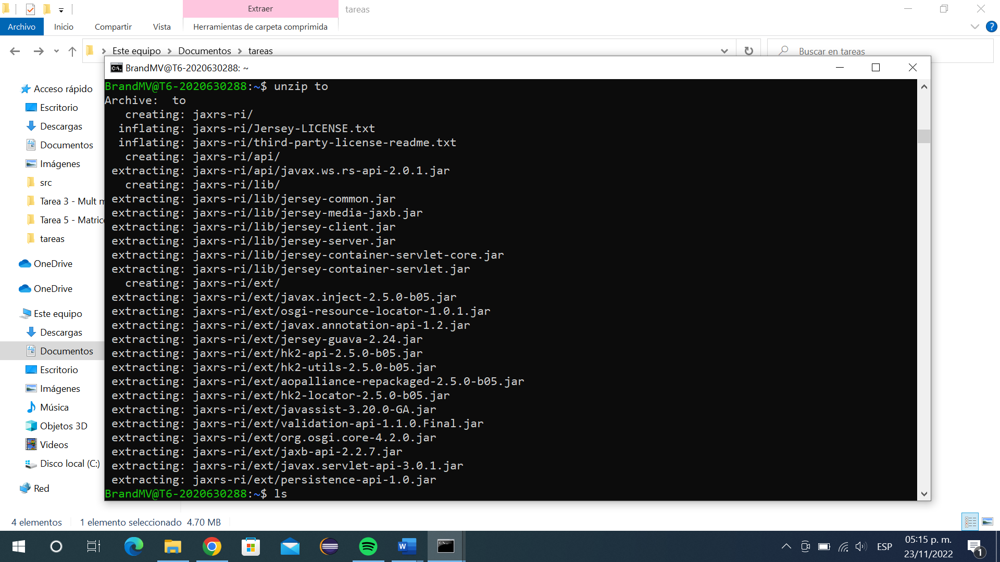 Extraer
tareas
Archivo
Inicio
Compartir
Vista
Herramientas de carpeta comprimida
Este equipo
Documentos
tareas
Buscar en tareas
Acceso rápido
Escritorio
Descargas
Documentos
Imágenes
src
Tarea 3 - Mult m
Tarea 5 - Matric
tareas
OneDrive
OneDrive
Este equipo
Descargas
Documentos
Escritorio
Imágenes
Música
Objetos 3D
Videos
Disco local (C:)
Red
BrandMV@T6-2020630288: ~
BrandMV@T6-2020630288:~$ unzip to
Archive:  to
   creating: jaxrs-ri/
  inflating: jaxrs-ri/Jersey-LICENSE.txt
  inflating: jaxrs-ri/third-party-license-readme.txt
   creating: jaxrs-ri/api/
 extracting: jaxrs-ri/api/javax.ws.rs-api-2.0.1.jar
   creating: jaxrs-ri/lib/
 extracting: jaxrs-ri/lib/jersey-common.jar
 extracting: jaxrs-ri/lib/jersey-media-jaxb.jar
 extracting: jaxrs-ri/lib/jersey-client.jar
 extracting: jaxrs-ri/lib/jersey-server.jar
 extracting: jaxrs-ri/lib/jersey-container-servlet-core.jar
 extracting: jaxrs-ri/lib/jersey-container-servlet.jar
   creating: jaxrs-ri/ext/
 extracting: jaxrs-ri/ext/javax.inject-2.5.0-b05.jar
 extracting: jaxrs-ri/ext/osgi-resource-locator-1.0.1.jar
 extracting: jaxrs-ri/ext/javax.annotation-api-1.2.jar
 extracting: jaxrs-ri/ext/jersey-guava-2.24.jar
 extracting: jaxrs-ri/ext/hk2-api-2.5.0-b05.jar
 extracting: jaxrs-ri/ext/hk2-utils-2.5.0-b05.jar
 extracting: jaxrs-ri/ext/aopalliance-repackaged-2.5.0-b05.jar
 extracting: jaxrs-ri/ext/hk2-locator-2.5.0-b05.jar
 extracting: jaxrs-ri/ext/javassist-3.20.0-GA.jar
 extracting: jaxrs-ri/ext/validation-api-1.1.0.Final.jar
 extracting: jaxrs-ri/ext/org.osgi.core-4.2.0.jar
 extracting: jaxrs-ri/ext/jaxb-api-2.2.7.jar
 extracting: jaxrs-ri/ext/javax.servlet-api-3.0.1.jar
 extracting: jaxrs-ri/ext/persistence-api-1.0.jar
BrandMV@T6-2020630288:~$ ls
4 elementos
1 elemento seleccionado  4.70 MB
ESP
05:15 p. m.
23/11/2022
1